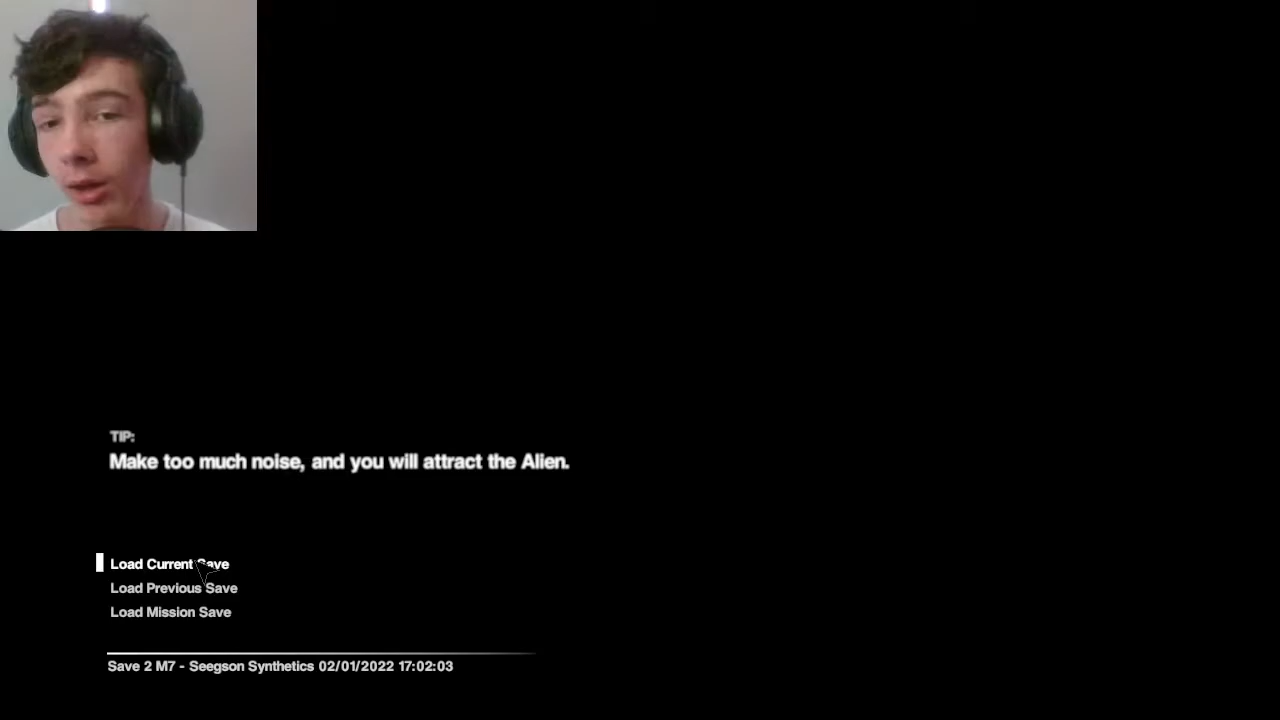 TIP:
Make too much noise, and you will attract the Alien.
Load Current Save
Load Previous Save
Load Mission Save
Save 2 M7 - Seegson Synthetics 02/01/2022 17:02:03